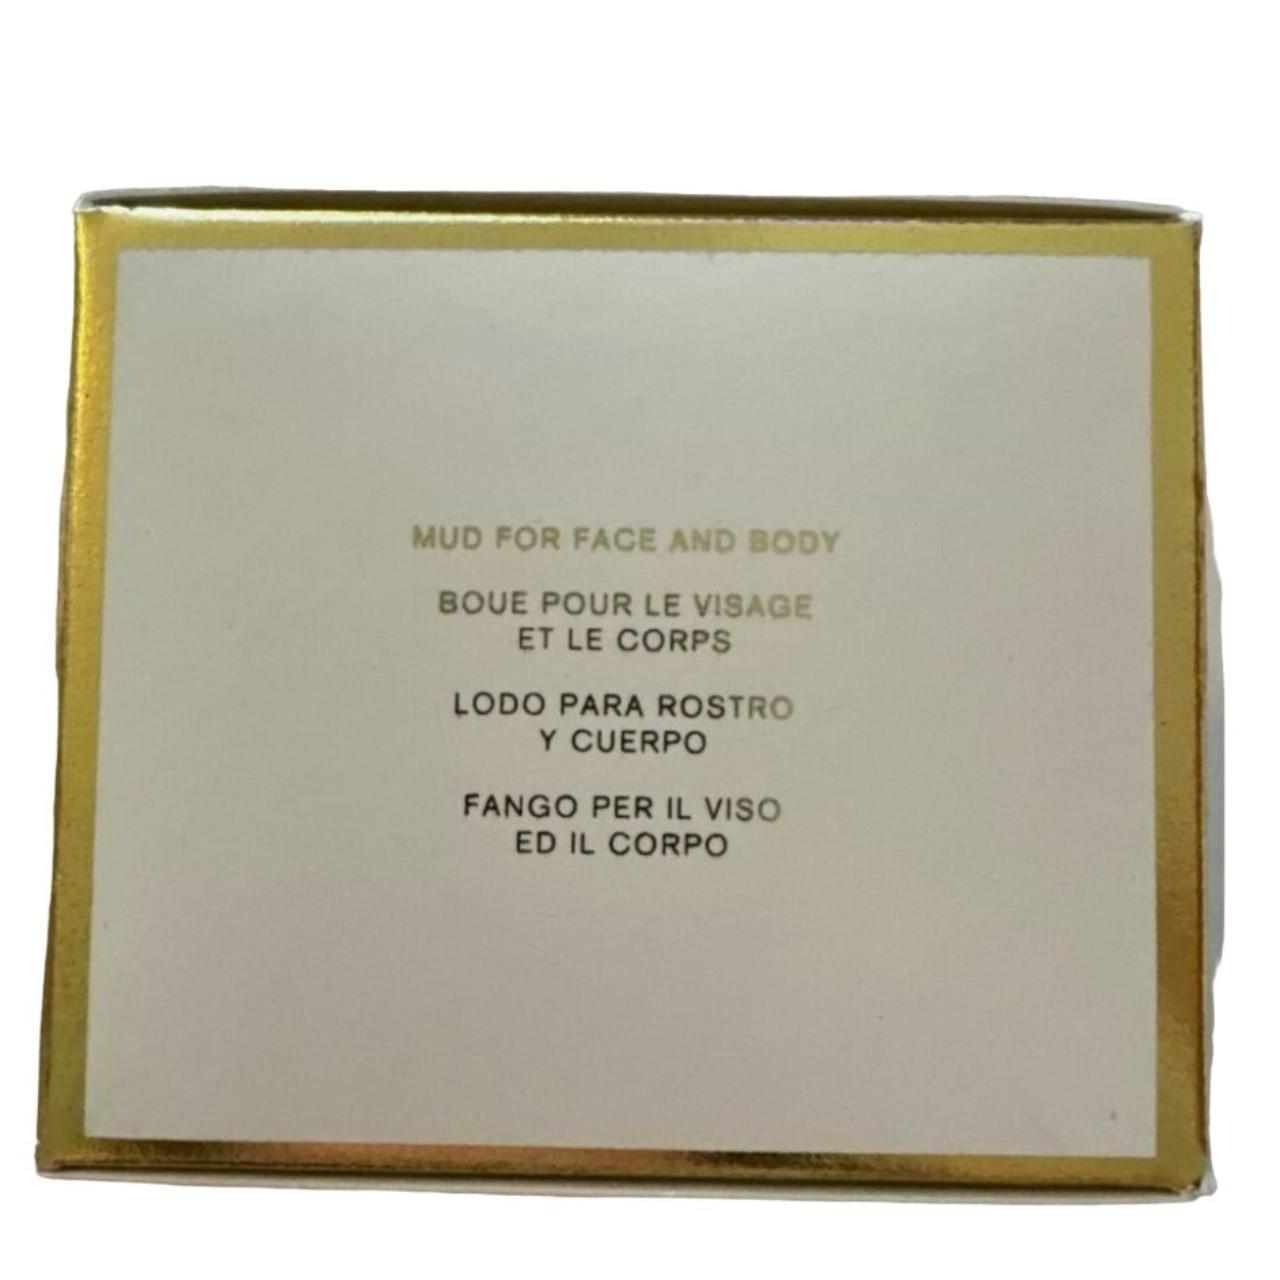 MUD FOR FACE AND BODY
BOUE POUR LE VISAGE
ET LE CORPS
LODO PARA ROSTRO
Y CUERPO
FANGO PER IL VISO
ED IL CORPO